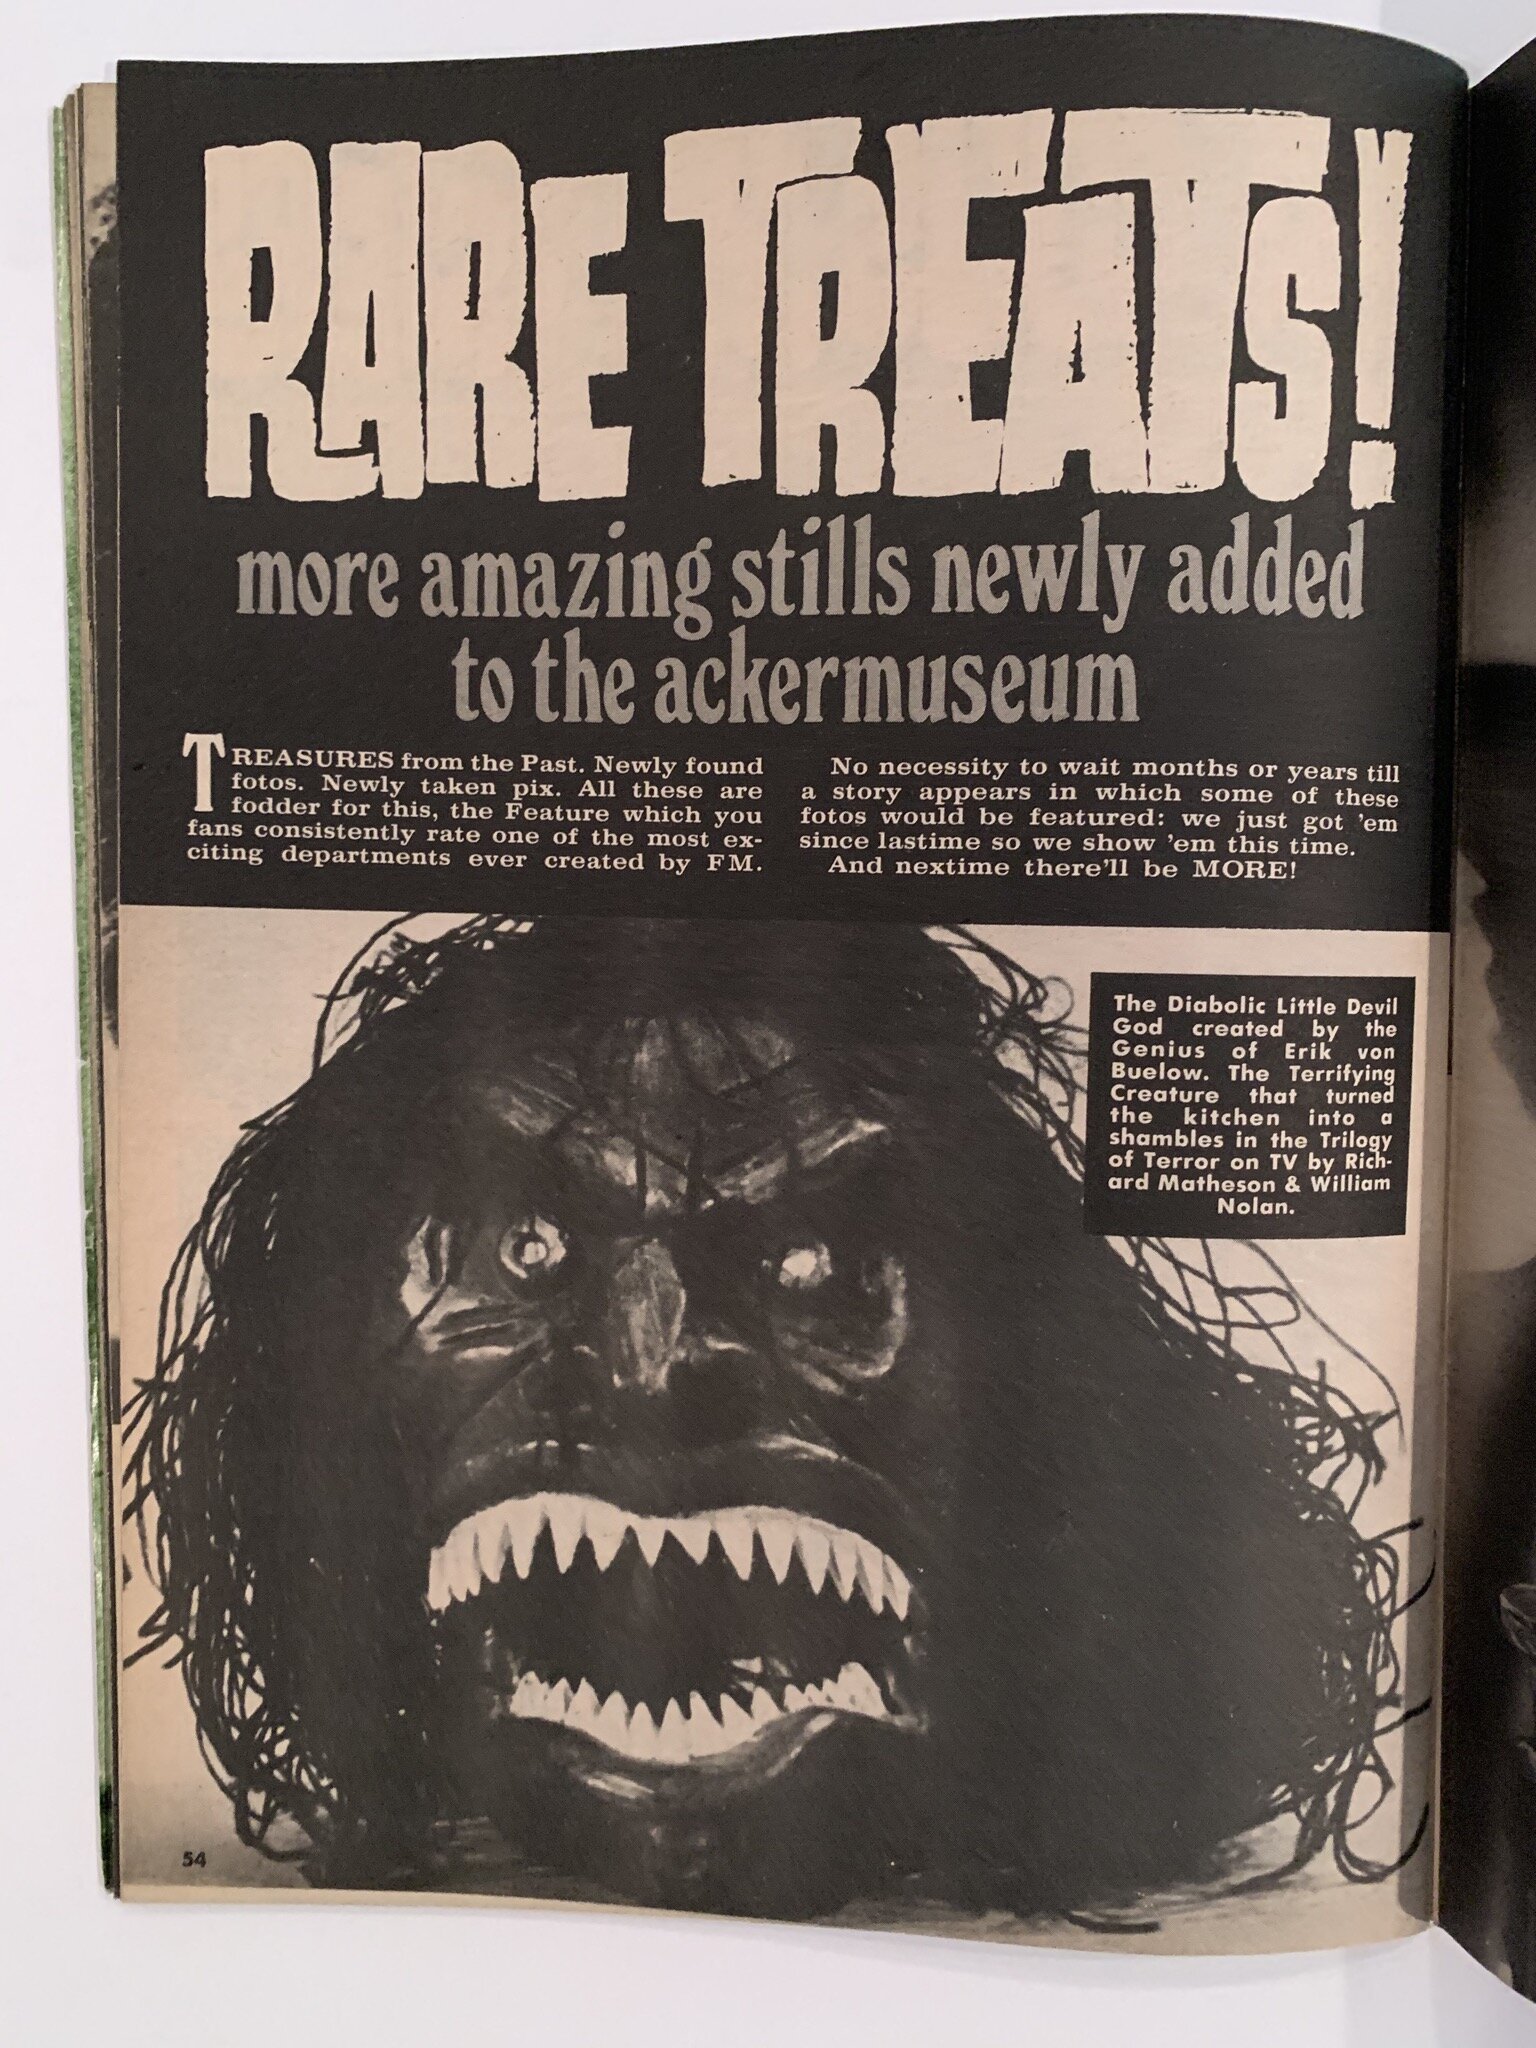 RARE TREATS!
more amazing stills newly added
to the ackermuseum
TREASURES from the Past. Newly found
fotos. Newly taken pix. All these are
fodder for this, the Feature which you
fans consistently rate one of the most ex-
citing departments ever created by FM.
No necessity to wait months or years till
a story appears in which some of these
fotos would be featured: we just got 'em
since lastime so we show 'em this time.
And nextime there'll be MORE!
The Diabolic Little Devil
God created by the
Genius of Erik von
Buelow. The Terrifying
Creature that turned
the kitchen into a
shambles in the Trilogy
of Terror on TV by Rich-
ard Matheson & William
Nolan.
54